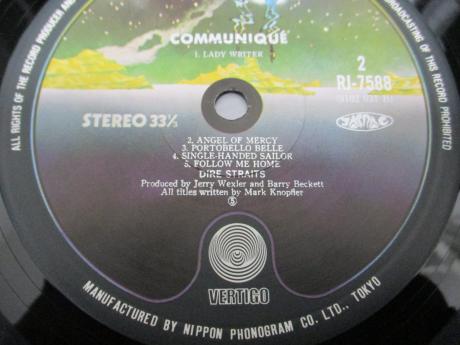 COMMUNIQUÉ
1. LADY WRITER
2
RJ-7588
STEREO 33⅓
2. ANGEL OF MERCY
3. PORTOBELLO BELLE
4. SINGLE-HANDED SAILOR
5. FOLLOW ME HOME
DIRE STRAITS
Produced by Jerry Wexler and Barry Beckett
All titles written by Mark Knopfler
VERTIGO
ALL RIGHTS OF THE RECORD PRODUCER AND
BROADCASTING OF THIS RECORD PROHIBITED
MANUFACTURED BY NIPPON PHONOGRAM CO. LTD., TOKYO